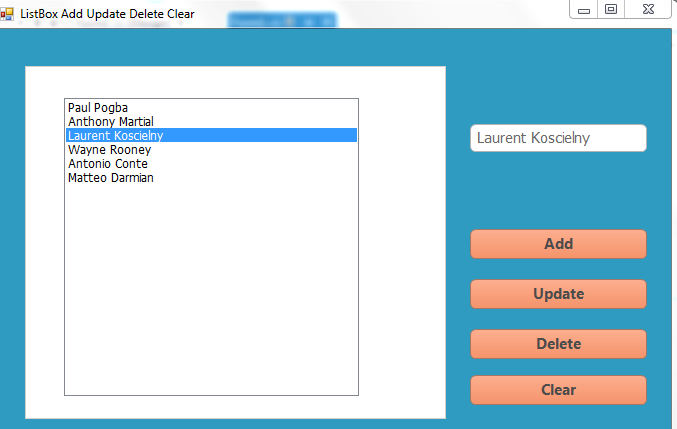 ListBox Add Update Delete Clear
Paul Pogba
Anthony Martial
Laurent Koscielny
Wayne Rooney
Antonio Conte
Matteo Darmian
Laurent Koscielny
Add
Update
Delete
Clear